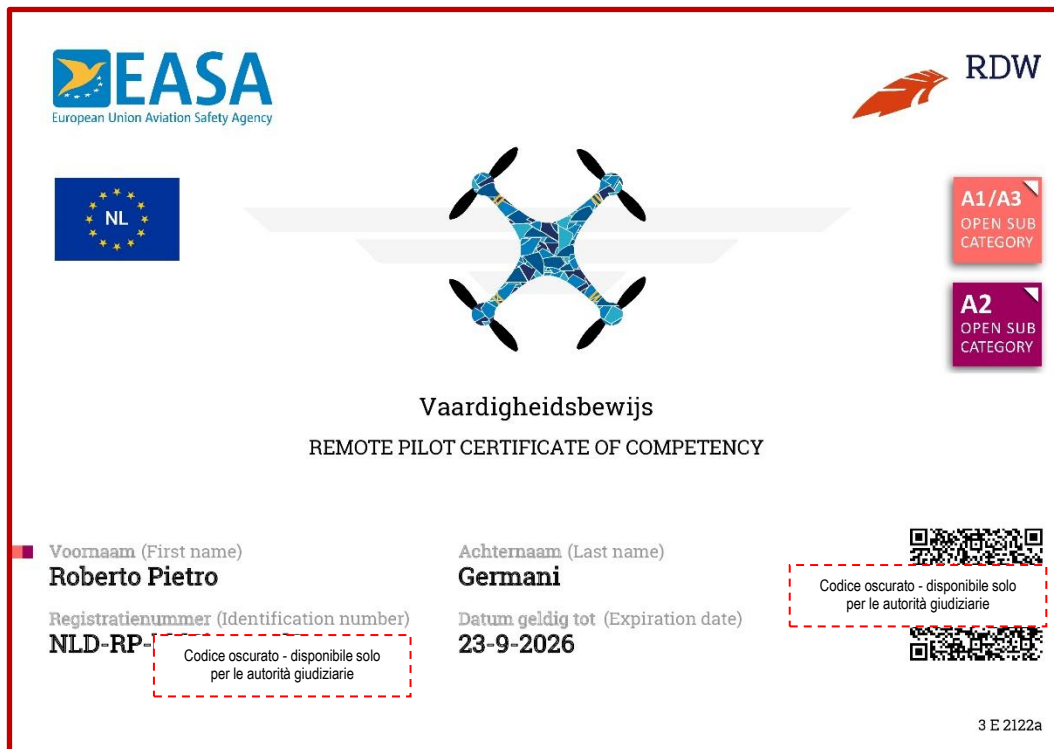 EASA
European Union Aviation Safety Agency
RDW
NL
A1/A3
OPEN SUB
CATEGORY
A2
OPEN SUB
CATEGORY
Vaardigheidsbewijs
REMOTE PILOT CERTIFICATE OF COMPETENCY
Voornaam (First name)
Roberto Pietro
Achternaam (Last name)
Germani
Codice oscurato - disponibile solo
per le autorità giudiziarie
Registratienummer (Identification number)
NLD-RP-
Codice oscurato - disponibile solo
per le autorità giudiziarie
Datum geldig tot (Expiration date)
23-9-2026
3 E 2122a